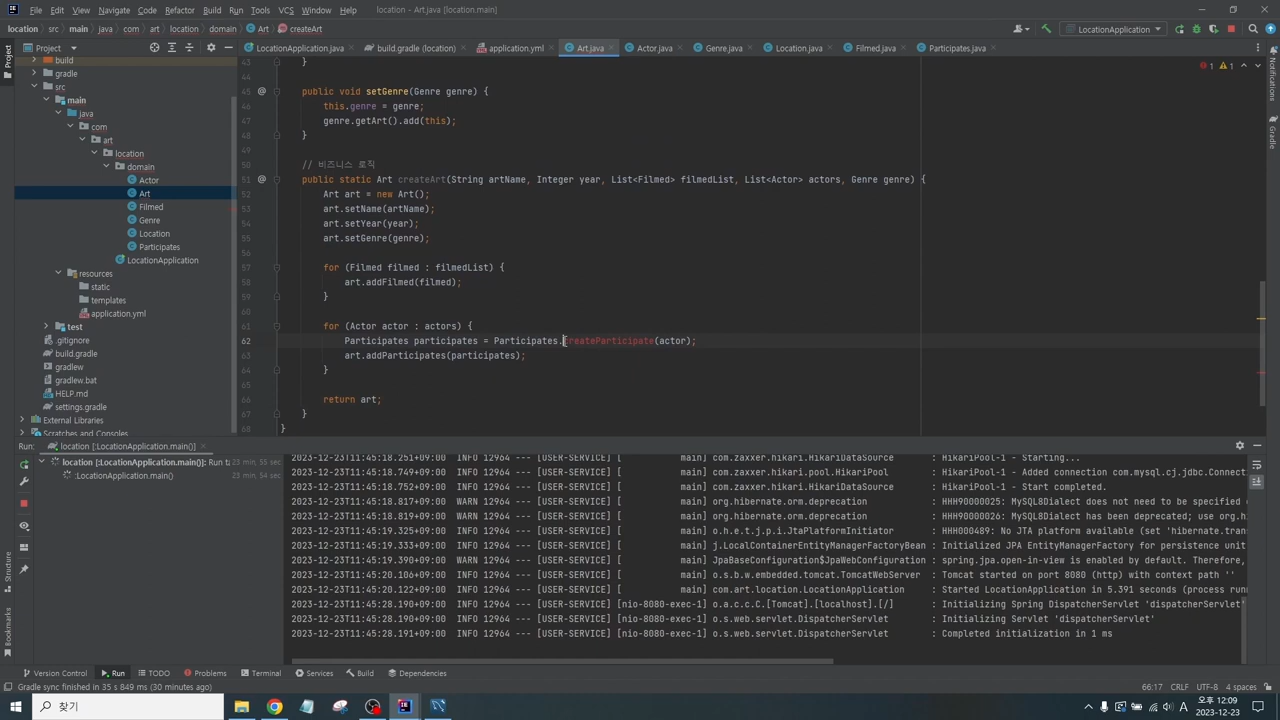 File Edit View Navigate Code Refactor Build Run Tools VCS Window Help location - Art.java [location.main]
location src main java com art location domain Art createArt LocationApplication
Project LocationApplication.java build.gradle (location) application.yml Art.java Actor.java Genre.java Location.java Filmed.java Participates.java
Project
Structure
Bookmarks
Notifications
Gradle
build
gradle
src
main
java
com
art
location
domain
Actor
Art
Filmed
Genre
Location
Participates
LocationApplication
resources
static
templates
application.yml
test
.gitignore
build.gradle
gradlew
gradlew.bat
HELP.md
settings.gradle
External Libraries
Scratches and Consoles
1 1
43 }
44
45 public void setGenre(Genre genre) {
46 this.genre = genre;
47 genre.getArt().add(this);
48 }
49
50 // 비즈니스 로직
51 public static Art createArt(String artName, Integer year, List<Filmed> filmedList, List<Actor> actors, Genre genre) {
52 Art art = new Art();
53 art.setName(artName);
54 art.setYear(year);
55 art.setGenre(genre);
56
57 for (Filmed filmed : filmedList) {
58 art.addFilmed(filmed);
59 }
60
61 for (Actor actor : actors) {
62 Participates participates = Participates.createParticipate(actor);
63 art.addParticipates(participates);
64 }
65
66 return art;
67 }
68 }
Run: location [:LocationApplication.main()]
location [:LocationApplication.main()]: Run ta 23 min, 55 sec
:LocationApplication.main() 23 min, 54 sec
2023-12-23T11:45:18.251+09:00 INFO 12964 --- [USER-SERVICE] [ main] com.zaxxer.hikari.HikariDataSource : HikariPool-1 - Starting...
2023-12-23T11:45:18.749+09:00 INFO 12964 --- [USER-SERVICE] [ main] com.zaxxer.hikari.pool.HikariPool : HikariPool-1 - Added connection com.mysql.cj.jdbc.Connect
2023-12-23T11:45:18.752+09:00 INFO 12964 --- [USER-SERVICE] [ main] com.zaxxer.hikari.HikariDataSource : HikariPool-1 - Start completed.
2023-12-23T11:45:18.817+09:00 WARN 12964 --- [USER-SERVICE] [ main] org.hibernate.orm.deprecation : HHH90000025: MySQL8Dialect does not need to be specified
2023-12-23T11:45:18.817+09:00 WARN 12964 --- [USER-SERVICE] [ main] org.hibernate.orm.deprecation : HHH90000026: MySQL8Dialect has been deprecated; use org.hi
2023-12-23T11:45:19.333+09:00 INFO 12964 --- [USER-SERVICE] [ main] o.h.e.t.j.p.i.JtaPlatformInitiator : HHH000489: No JTA platform available (set 'hibernate.tran
2023-12-23T11:45:19.343+09:00 INFO 12964 --- [USER-SERVICE] [ main] j.LocalContainerEntityManagerFactoryBean : Initialized JPA EntityManagerFactory for persistence unit
2023-12-23T11:45:19.390+09:00 WARN 12964 --- [USER-SERVICE] [ main] JpaBaseConfiguration$JpaWebConfiguration : spring.jpa.open-in-view is enabled by default. Therefore,
2023-12-23T11:45:20.106+09:00 INFO 12964 --- [USER-SERVICE] [ main] o.s.b.w.embedded.tomcat.TomcatWebServer : Tomcat started on port 8080 (http) with context path ''
2023-12-23T11:45:20.120+09:00 INFO 12964 --- [USER-SERVICE] [ main] com.art.location.LocationApplication : Started LocationApplication in 5.391 seconds (process runn
2023-12-23T11:45:28.190+09:00 INFO 12964 --- [USER-SERVICE] [nio-8080-exec-1] o.a.c.c.C.[Tomcat].[localhost].[/] : Initializing Spring DispatcherServlet 'dispatcherServlet'
2023-12-23T11:45:28.190+09:00 INFO 12964 --- [USER-SERVICE] [nio-8080-exec-1] o.s.web.servlet.DispatcherServlet : Initializing Servlet 'dispatcherServlet'
2023-12-23T11:45:28.191+09:00 INFO 12964 --- [USER-SERVICE] [nio-8080-exec-1] o.s.web.servlet.DispatcherServlet : Completed initialization in 1 ms
Version Control Run TODO Problems Terminal Services Build Dependencies
Gradle sync finished in 35 s 849 ms (30 minutes ago) 66:17 CRLF UTF-8 4 spaces
찾기 A 오후 12:09
2023-12-23